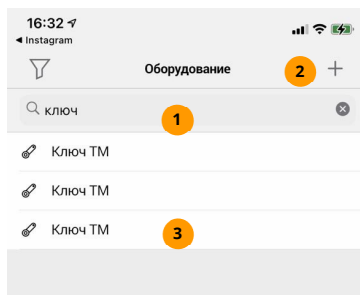 16:32
◀ Instagram
Оборудование
2
ключ
1
Ключ ТМ
Ключ ТМ
Ключ ТМ
3